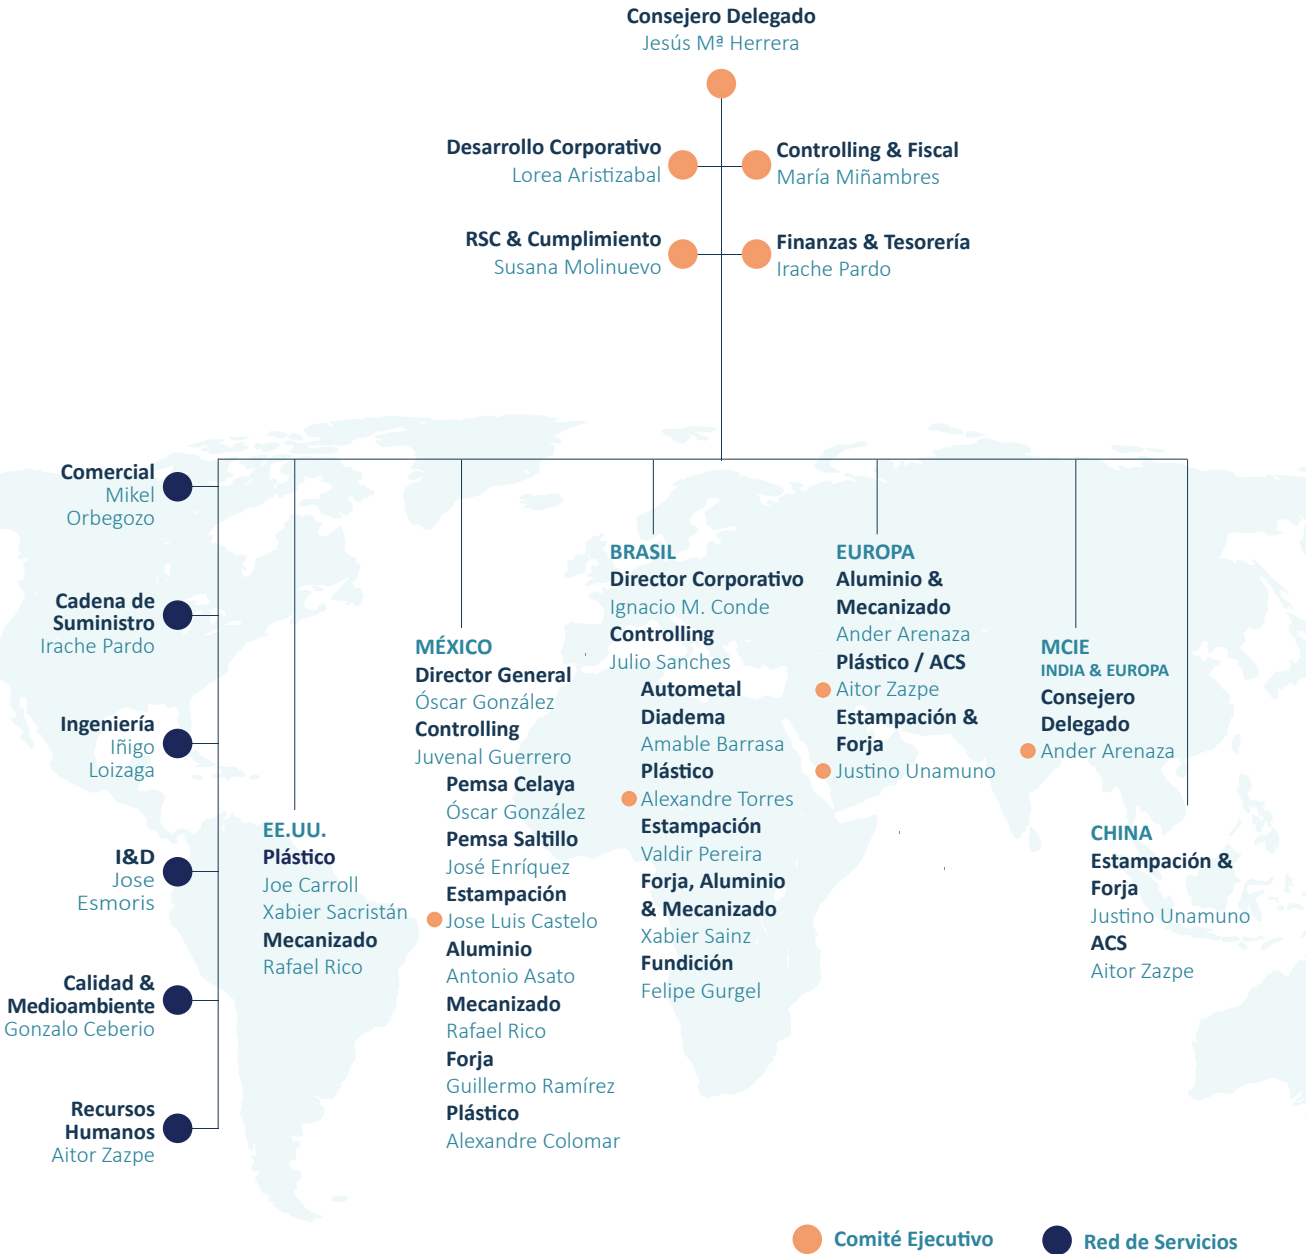 Consejero Delegado
Jesús Mª Herrera
Desarrollo Corporativo
Lorea Aristizabal
Controlling & Fiscal
María Miñambres
RSC & Cumplimiento
Susana Molinuevo
Finanzas & Tesorería
Irache Pardo
Comercial
Mikel
Orbegozo
Cadena de
Suministro
Irache Pardo
Ingeniería
Iñigo
Loizaga
I&D
Jose
Esmoris
Calidad &
Medioambiente
Gonzalo Ceberio
Recursos
Humanos
Aitor Zazpe
EE.UU.
Plástico
Joe Carroll
Xabier Sacristán
Mecanizado
Rafael Rico
MÉXICO
Director General
Óscar González
Controlling
Juvenal Guerrero
Pemsa Celaya
Óscar González
Pemsa Saltillo
José Enríquez
Estampación
Jose Luis Castelo
Aluminio
Antonio Asato
Mecanizado
Rafael Rico
Forja
Guillermo Ramírez
Plástico
Alexandre Colomar
BRASIL
Director Corporativo
Ignacio M. Conde
Controlling
Julio Sanches
Autometal
Diadema
Amable Barrasa
Plástico
Alexandre Torres
Estampación
Valdir Pereira
Forja, Aluminio
& Mecanizado
Xabier Sainz
Fundición
Felipe Gurgel
EUROPA
Aluminio &
Mecanizado
Ander Arenaza
Plástico / ACS
Aitor Zazpe
Estampación &
Forja
Justino Unamuno
MCIE
INDIA & EUROPA
Consejero
Delegado
Ander Arenaza
CHINA
Estampación &
Forja
Justino Unamuno
ACS
Aitor Zazpe
Comité Ejecutivo
Red de Servicios